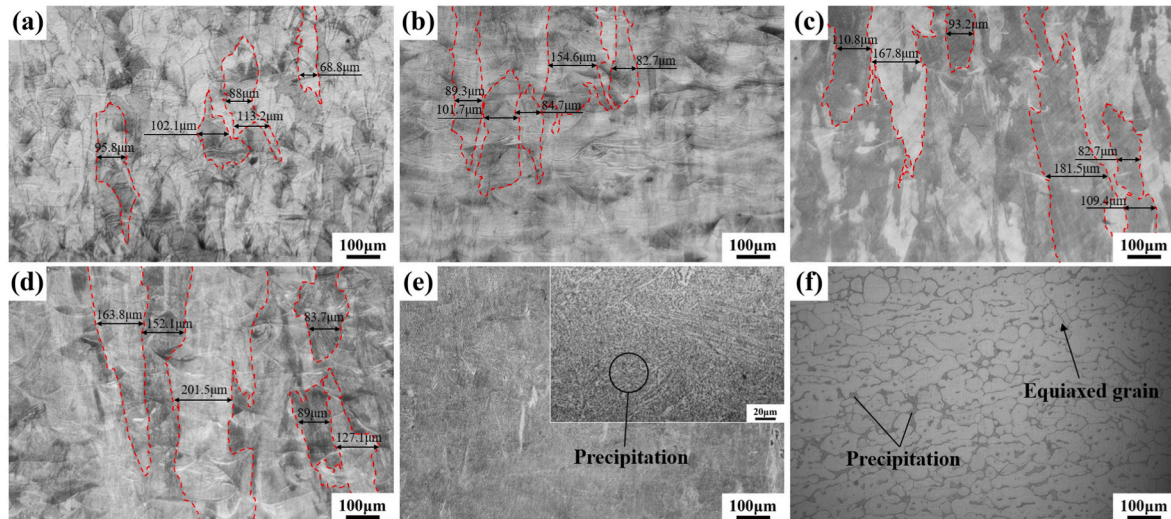 (a)
68.8μm
88μm
113.2μm
102.1μm
95.8μm
100μm
(b)
154.6μm
82.7μm
89.3μm
101.7μm
84.7μm
100μm
(c)
93.2μm
110.8μm
167.8μm
82.7μm
181.5μm
109.4μm
100μm
(d)
163.8μm
152.1μm
83.7μm
201.5μm
89μm
127.1μm
100μm
(e)
20μm
Precipitation
100μm
(f)
Equiaxed grain
Precipitation
100μm